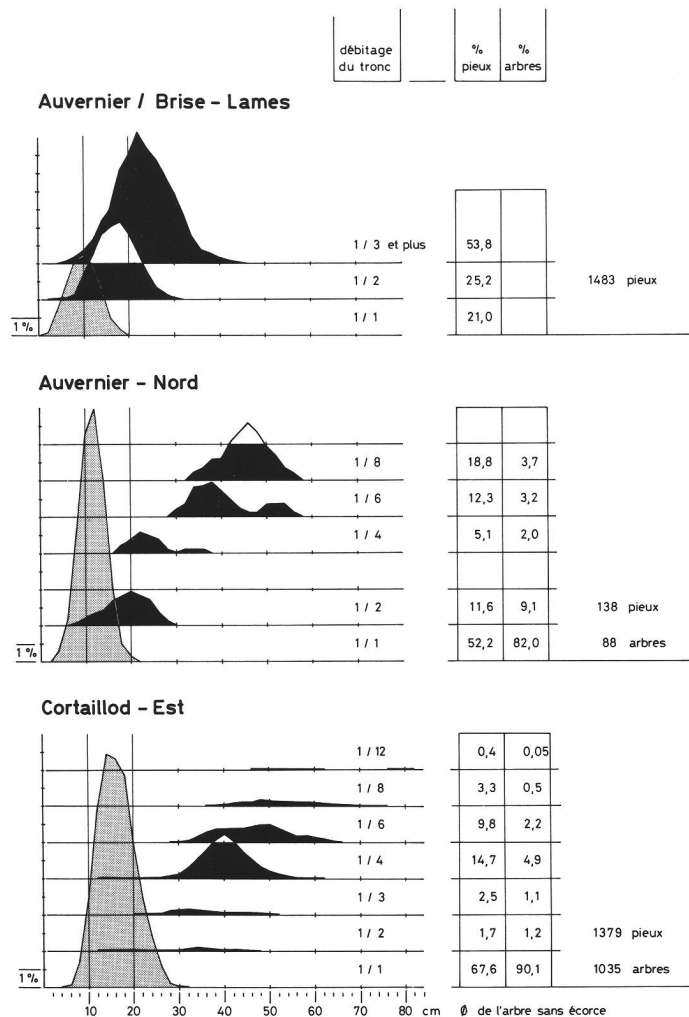 débitage
du tronc
%
pieux
%
arbres
Auvernier / Brise - Lames
1 / 3 et plus 53,8
1 / 2 25,2 1483 pieux
1 / 1 21,0
1 %
Auvernier - Nord
1 / 8 18,8 3,7
1 / 6 12,3 3,2
1 / 4 5,1 2,0
1 / 2 11,6 9,1 138 pieux
1 / 1 52,2 82,0 88 arbres
1 %
Cortaillod - Est
1 / 12 0,4 0,05
1 / 8 3,3 0,5
1 / 6 9,8 2,2
1 / 4 14,7 4,9
1 / 3 2,5 1,1
1 / 2 1,7 1,2 1379 pieux
1 / 1 67,6 90,1 1035 arbres
1 %
10 20 30 40 50 60 70 80 cm ∅ de l'arbre sans écorce